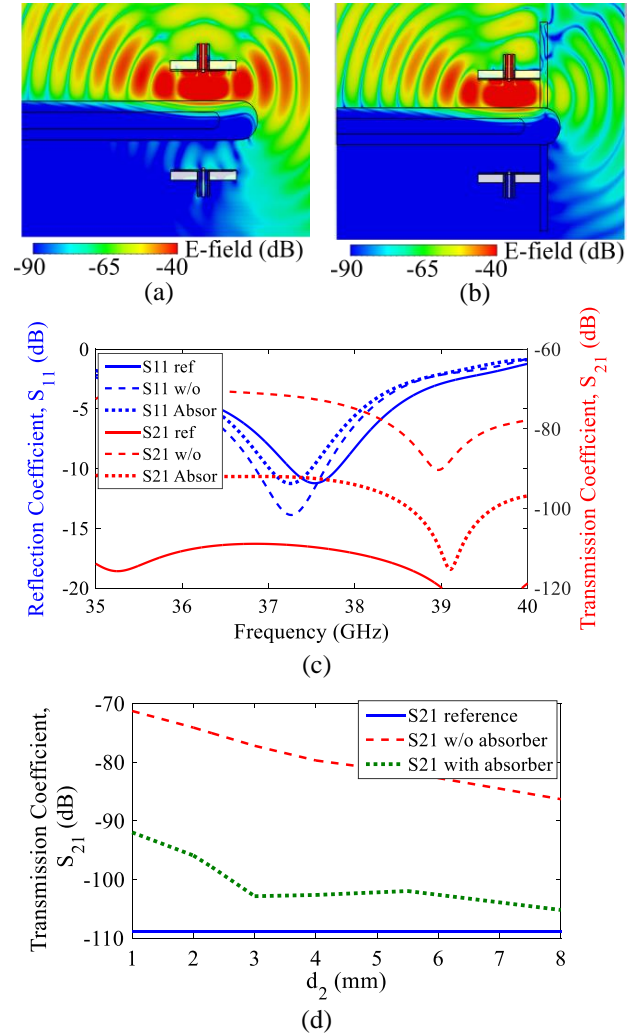 E-field (dB)
-90 -65 -40
(a)
E-field (dB)
-90 -65 -40
(b)
Reflection Coefficient, S11 (dB)
0
-5
-10
-15
-20
S11 ref
S11 w/o
S11 Absor
S21 ref
S21 w/o
S21 Absor
-60
-80
-100
-120
Transmission Coefficient, S21 (dB)
35 36 37 38 39 40
Frequency (GHz)
(c)
Transmission Coefficient,
S21 (dB)
-70
-80
-90
-100
-110
S21 reference
S21 w/o absorber
S21 with absorber
1 2 3 4 5 6 7 8
d2 (mm)
(d)